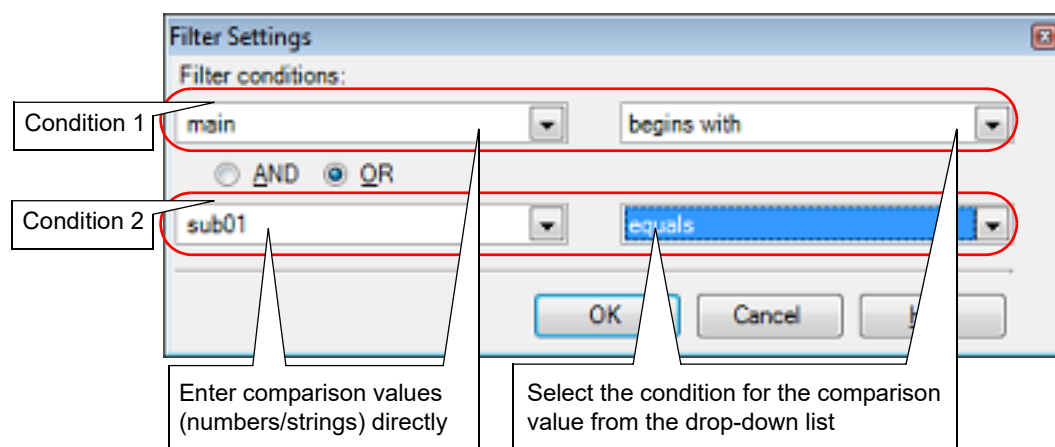 Filter Settings
Filter conditions:
Condition 1
main
begins with
AND
OR
Condition 2
sub01
equals
OK
Cancel
Enter comparison values
(numbers/strings) directly
Select the condition for the comparison
value from the drop-down list